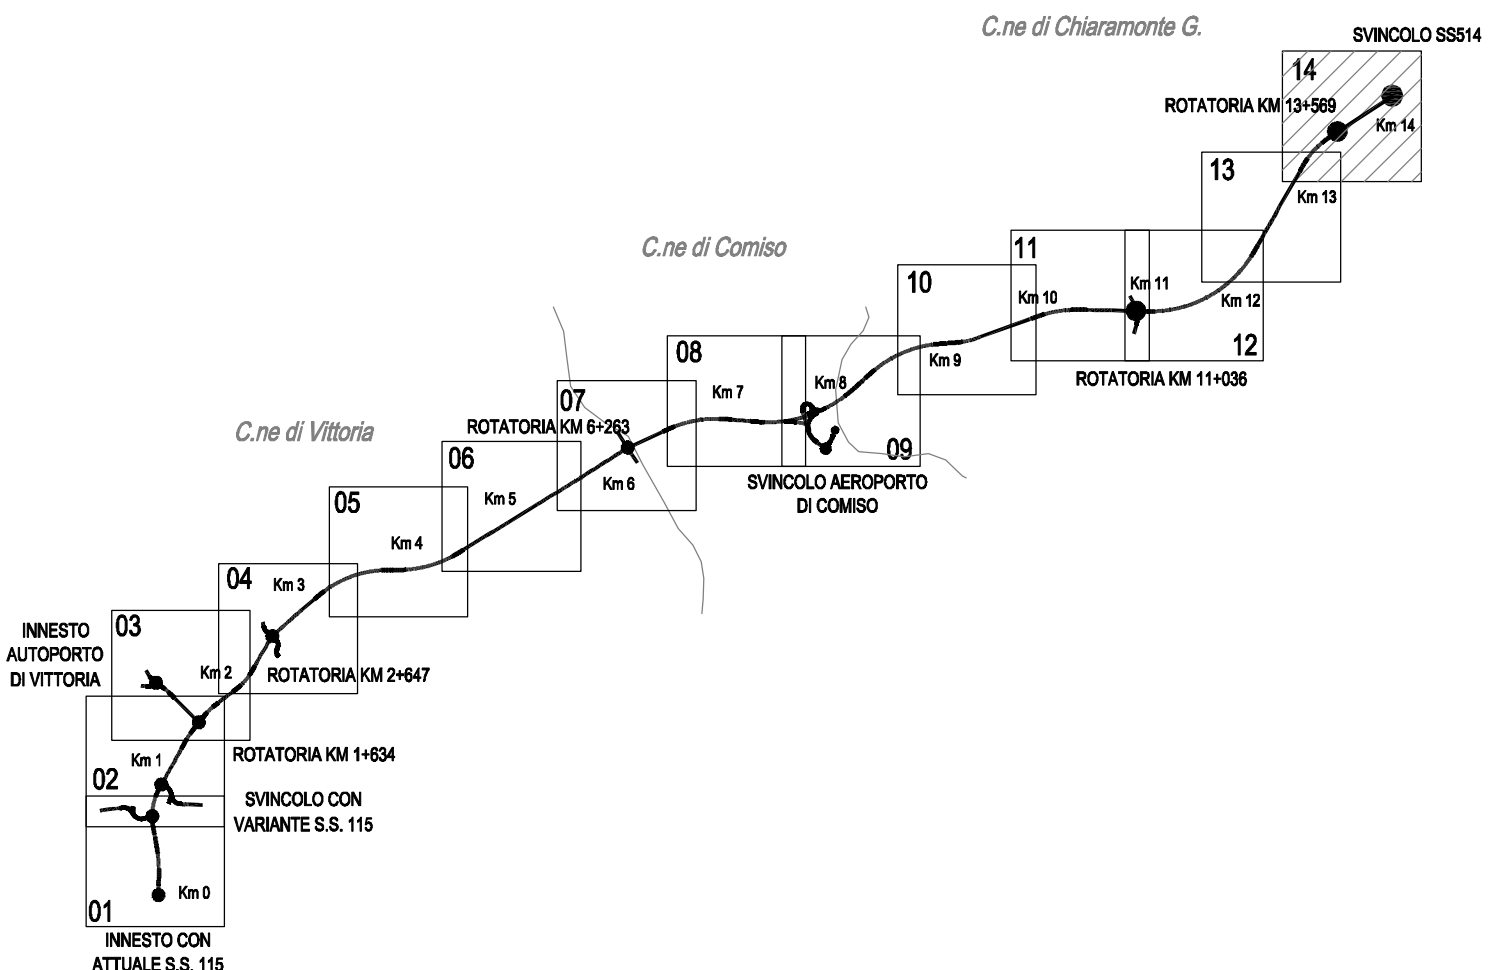 C.ne di Chiaramonte G.
SVINCOLO SS514
14
ROTATORIA KM 13+569
Km 14
13
Km 13
11
C.ne di Comiso
10
Km 11
Km 10
Km 12
12
08
Km 9
ROTATORIA KM 11+036
Km 8
Km 7
07
ROTATORIA KM 6+263
C.ne di Vittoria
09
06
SVINCOLO AEROPORTO
DI COMISO
Km 6
05
Km 5
Km 4
04
Km 3
03
INNESTO
AUTOPORTO
DI VITTORIA
Km 2
ROTATORIA KM 2+647
ROTATORIA KM 1+634
Km 1
02
SVINCOLO CON
VARIANTE S.S. 115
Km 0
01
INNESTO CON
ATTUALE S.S. 115